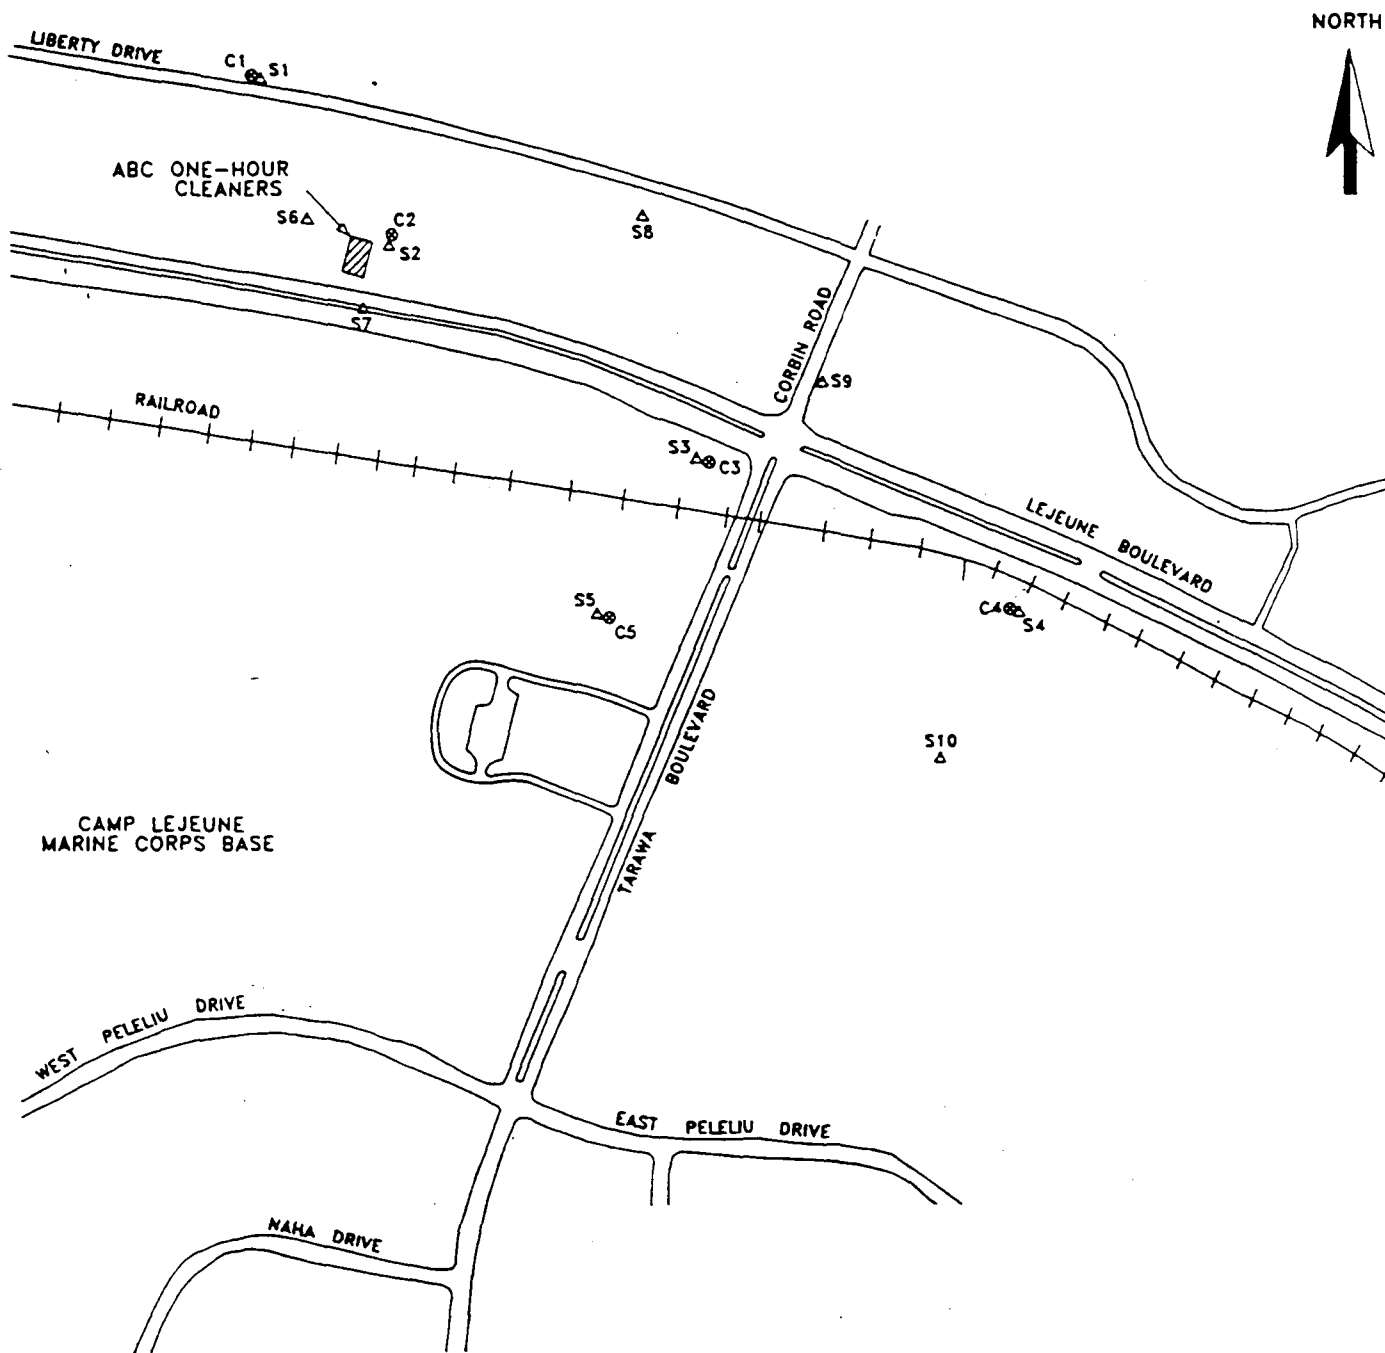 NORTH
LIBERTY DRIVE
C1
S1
ABC ONE-HOUR
CLEANERS
S6
C2
S2
S8
S7
CORBIN ROAD
S9
RAILROAD
S3
C3
LEJEUNE BOULEVARD
S5
C5
C4
S4
TARAWA BOULEVARD
S10
CAMP LEJEUNE
MARINE CORPS BASE
WEST PELELIU DRIVE
EAST PELELIU DRIVE
NAHA DRIVE